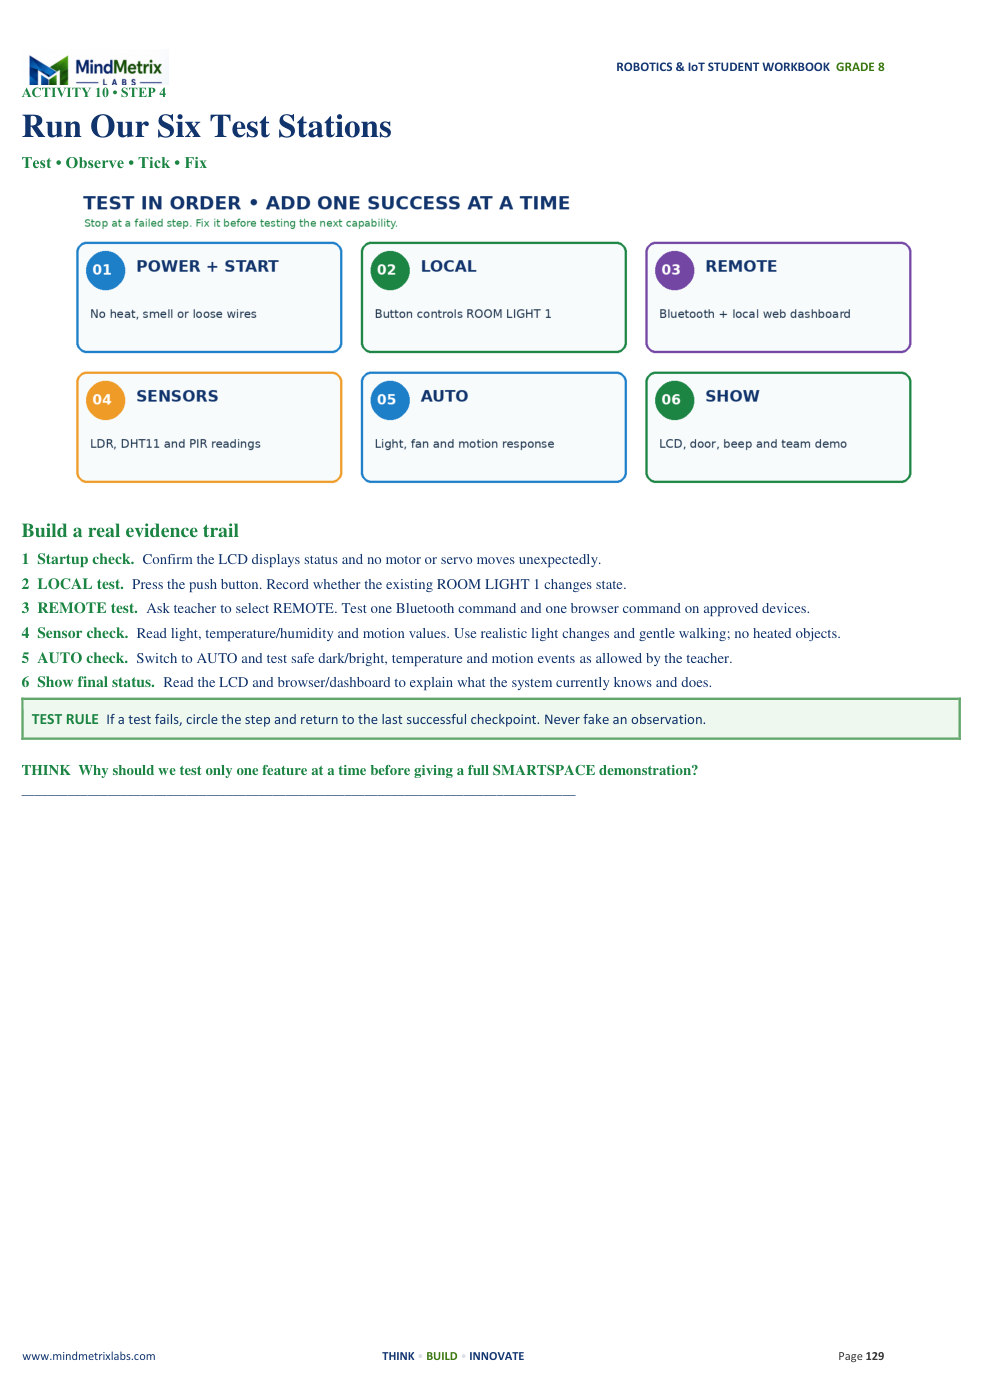 MindMetrix
LABS
ROBOTICS & IoT STUDENT WORKBOOK GRADE 8
ACTIVITY 10 • STEP 4
Run Our Six Test Stations
Test • Observe • Tick • Fix
TEST IN ORDER • ADD ONE SUCCESS AT A TIME
Stop at a failed step. Fix it before testing the next capability.
01 POWER + START
No heat, smell or loose wires
02 LOCAL
Button controls ROOM LIGHT 1
03 REMOTE
Bluetooth + local web dashboard
04 SENSORS
LDR, DHT11 and PIR readings
05 AUTO
Light, fan and motion response
06 SHOW
LCD, door, beep and team demo
Build a real evidence trail
1 Startup check. Confirm the LCD displays status and no motor or servo moves unexpectedly.
2 LOCAL test. Press the push button. Record whether the existing ROOM LIGHT 1 changes state.
3 REMOTE test. Ask teacher to select REMOTE. Test one Bluetooth command and one browser command on approved devices.
4 Sensor check. Read light, temperature/humidity and motion values. Use realistic light changes and gentle walking; no heated objects.
5 AUTO check. Switch to AUTO and test safe dark/bright, temperature and motion events as allowed by the teacher.
6 Show final status. Read the LCD and browser/dashboard to explain what the system currently knows and does.
TEST RULE If a test fails, circle the step and return to the last successful checkpoint. Never fake an observation.
THINK Why should we test only one feature at a time before giving a full SMARTSPACE demonstration?
www.mindmetrixlabs.com
THINK • BUILD • INNOVATE
Page 129